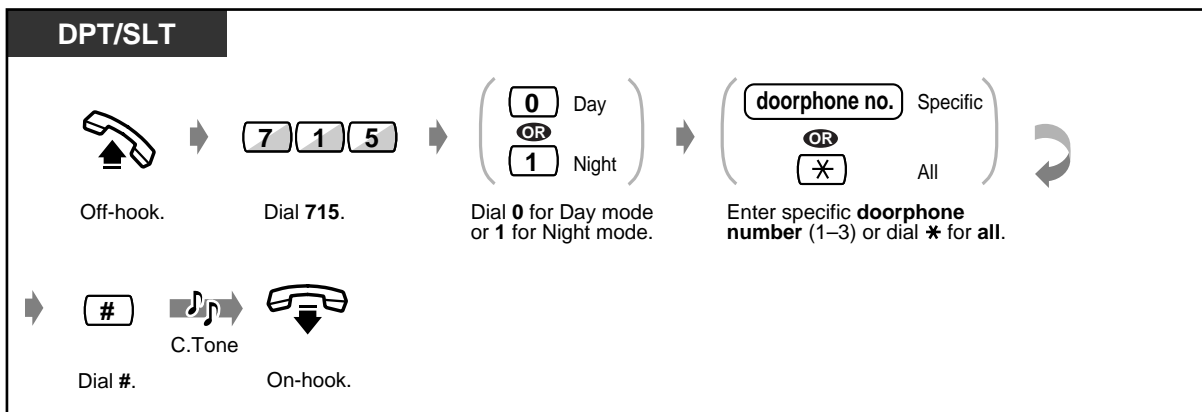 DPT/SLT
7 1 5
0 Day
OR
1 Night
doorphone no. Specific
OR
✳ All
Off-hook.
Dial 715.
Dial 0 for Day mode
or 1 for Night mode.
Enter specific doorphone
number (1–3) or dial ✳ for all.
#
C.Tone
Dial #.
On-hook.